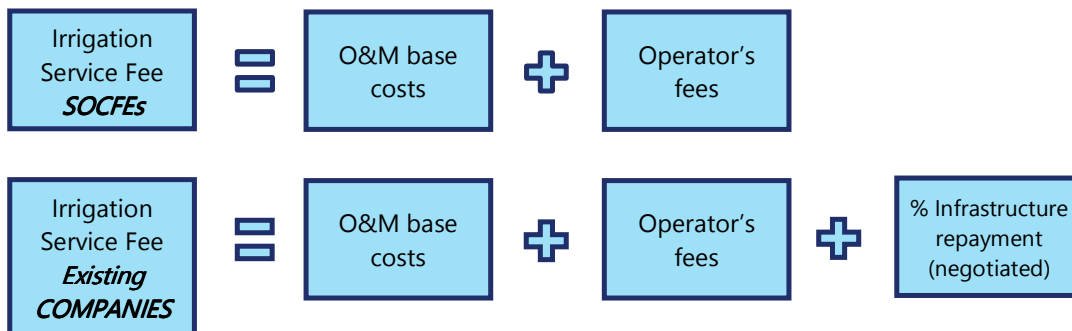 Irrigation
Service Fee
SOCFEs
O&M base
costs
Operator's
fees
Irrigation
Service Fee
Existing
COMPANIES
O&M base
costs
Operator's
fees
% Infrastructure
repayment
(negotiated)